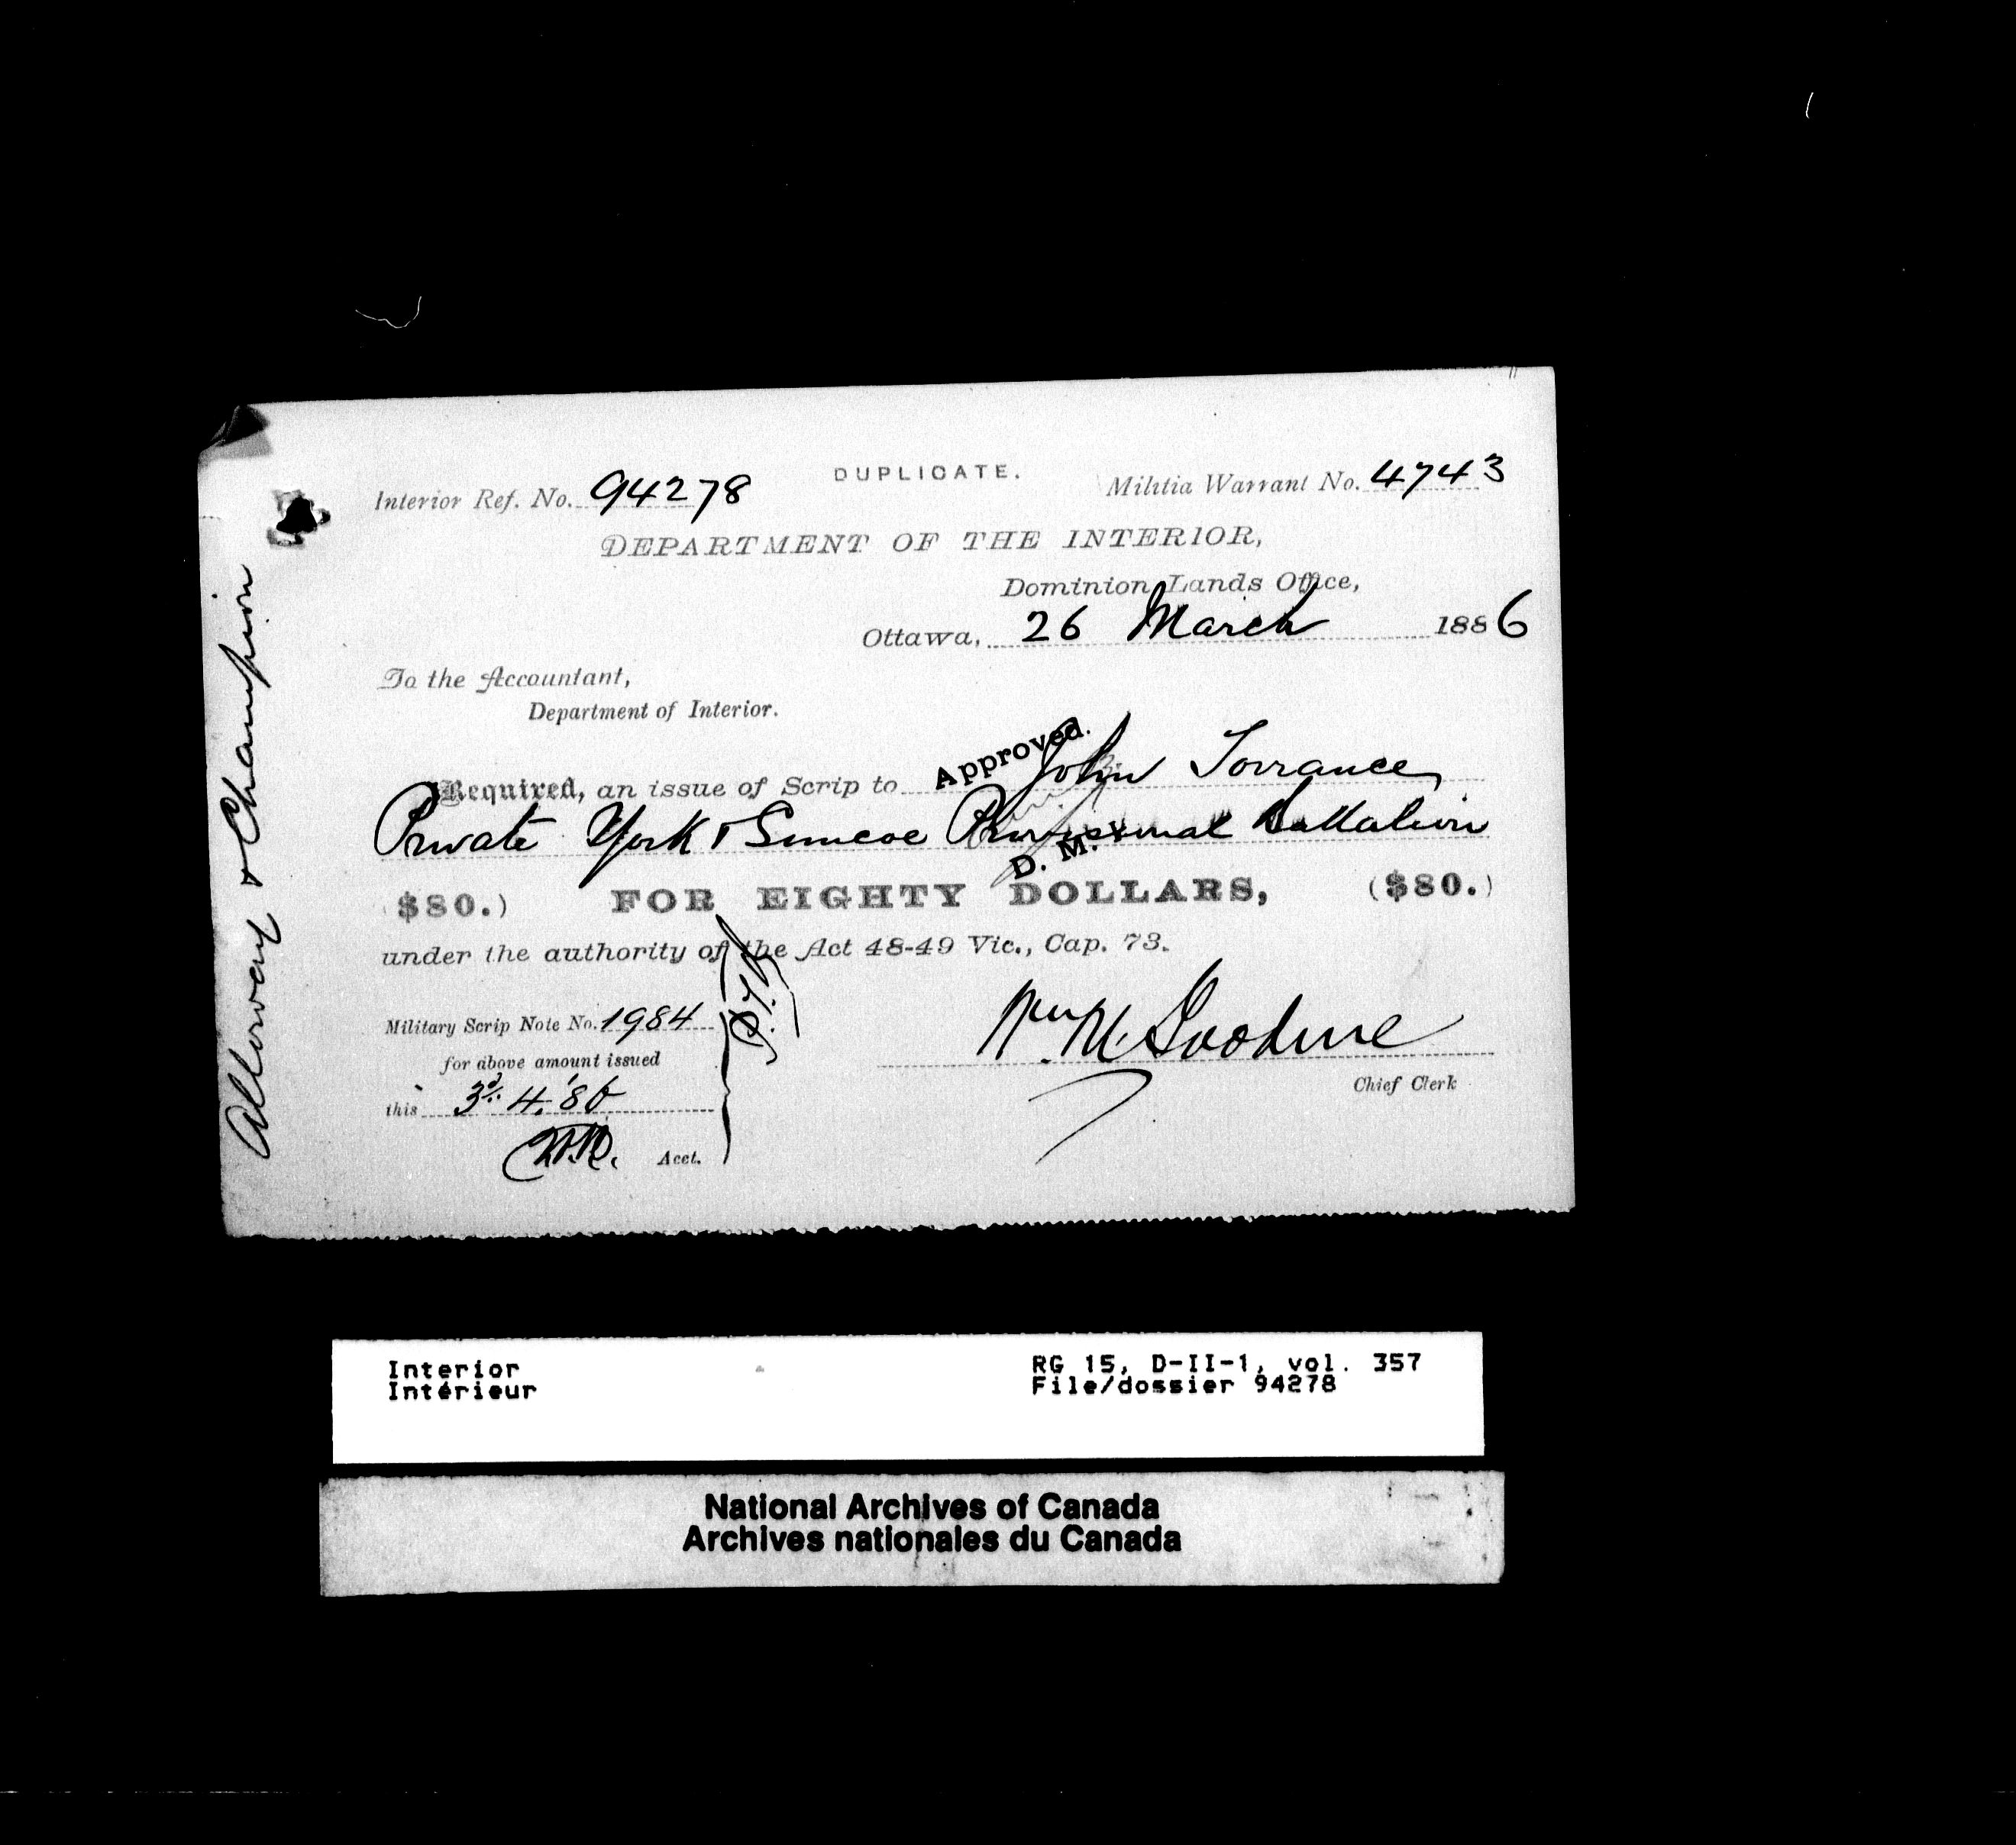 DUPLICATE.
Interior Ref. No. 94278 Militia Warrant No. 4743
DEPARTMENT OF THE INTERIOR,
Dominion Lands Office,
Ottawa, 26 March 1886
To the Accountant,
Department of Interior.
Approved.
Required, an issue of Scrip to John Torrance,
Private York & Simcoe Provisional Battalion
D. M.
($80.) FOR EIGHTY DOLLARS, ($80.)
under the authority of the Act 48-49 Vic., Cap. 73.
Military Scrip Note No. 1984
for above amount issued
this 3d. 4. '86
Acct.
Wm M Goodeve
Chief Clerk
Alloway & Champion
Interior
Intérieur
RG 15, D-II-1, vol. 357
File/dossier 94278
National Archives of Canada
Archives nationales du Canada